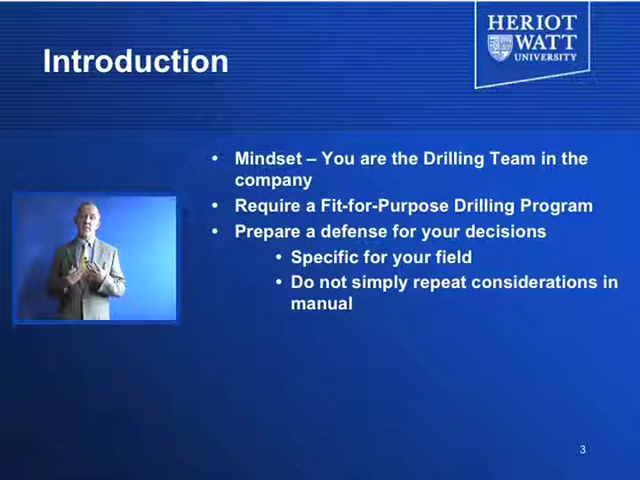 Introduction
HERIOT
WATT
UNIVERSITY
• Mindset – You are the Drilling Team in the
company
• Require a Fit-for-Purpose Drilling Program
• Prepare a defense for your decisions
• Specific for your field
• Do not simply repeat considerations in
manual
3